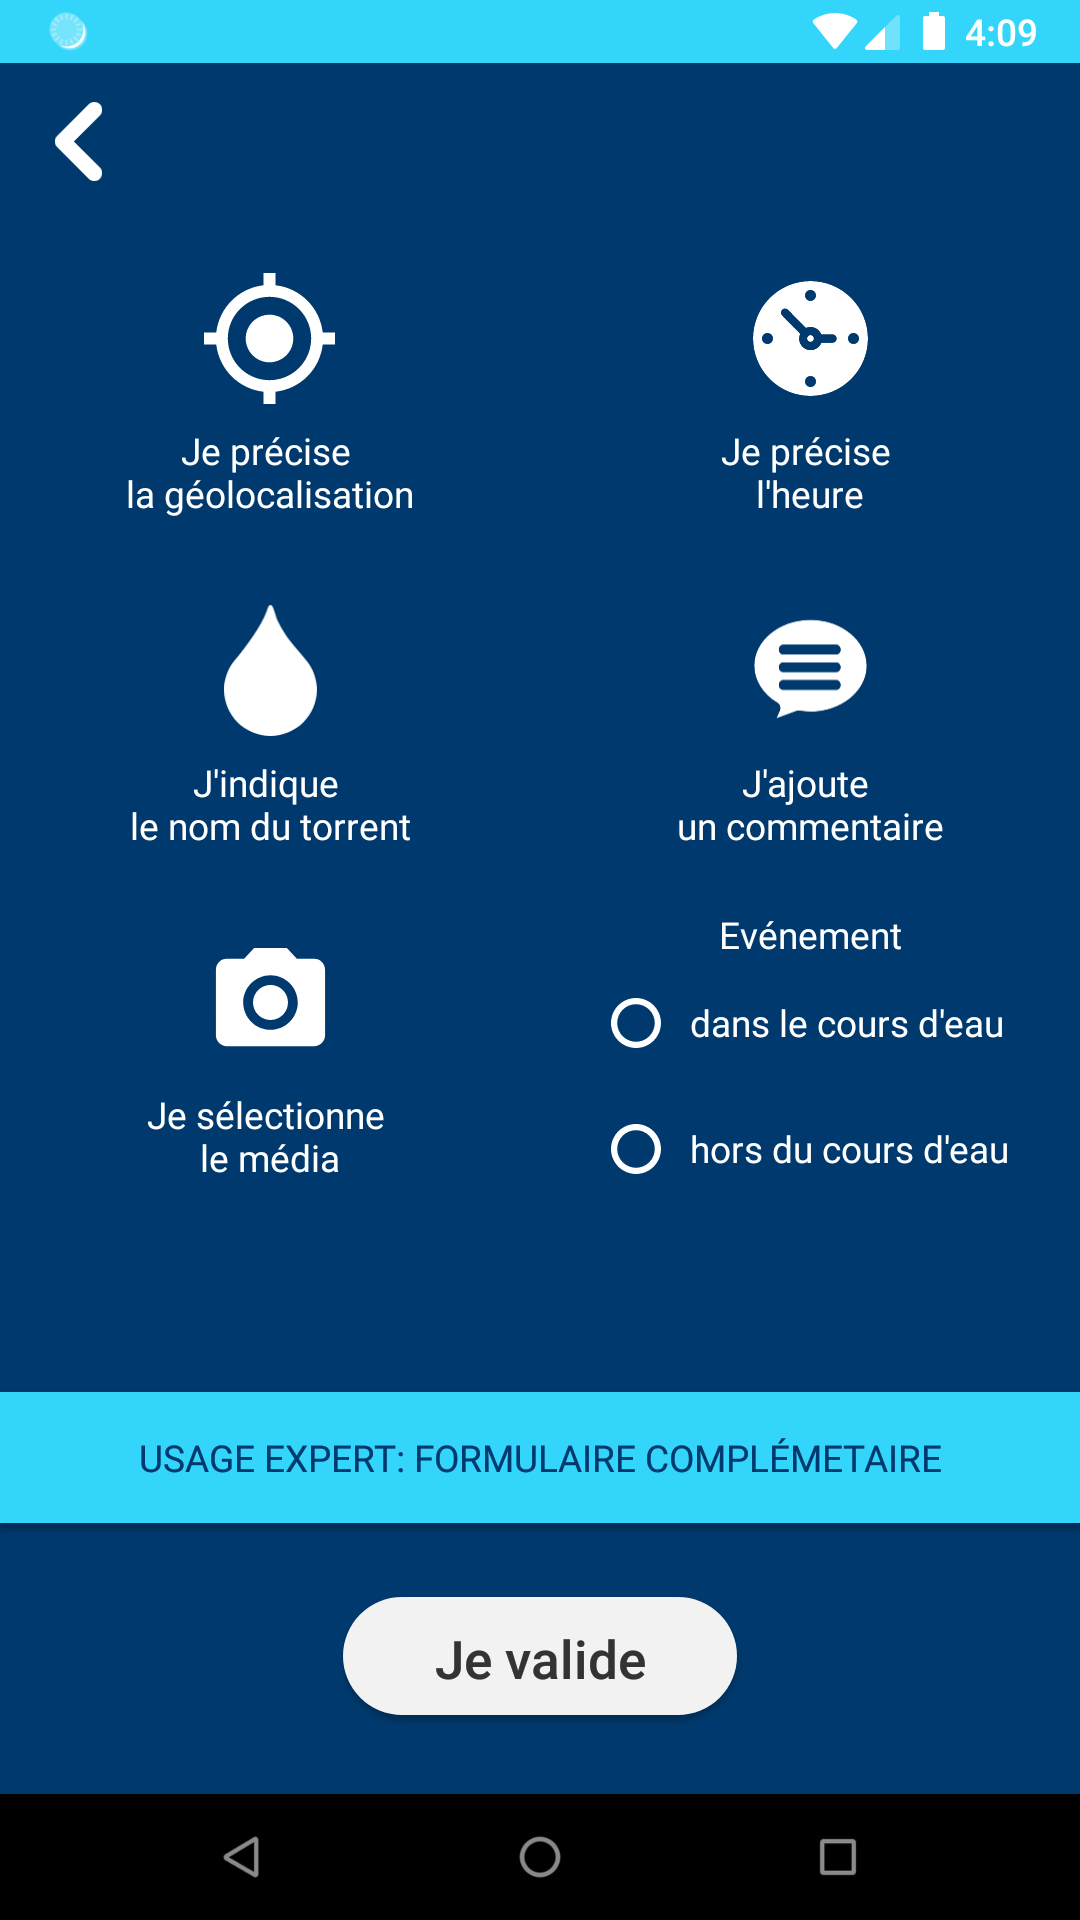 4:09
Je précise
la géolocalisation
Je précise
l'heure
J'indique
le nom du torrent
J'ajoute
un commentaire
Je sélectionne
le média
Evénement
dans le cours d'eau
hors du cours d'eau
USAGE EXPERT: FORMULAIRE COMPLÉMETAIRE
Je valide